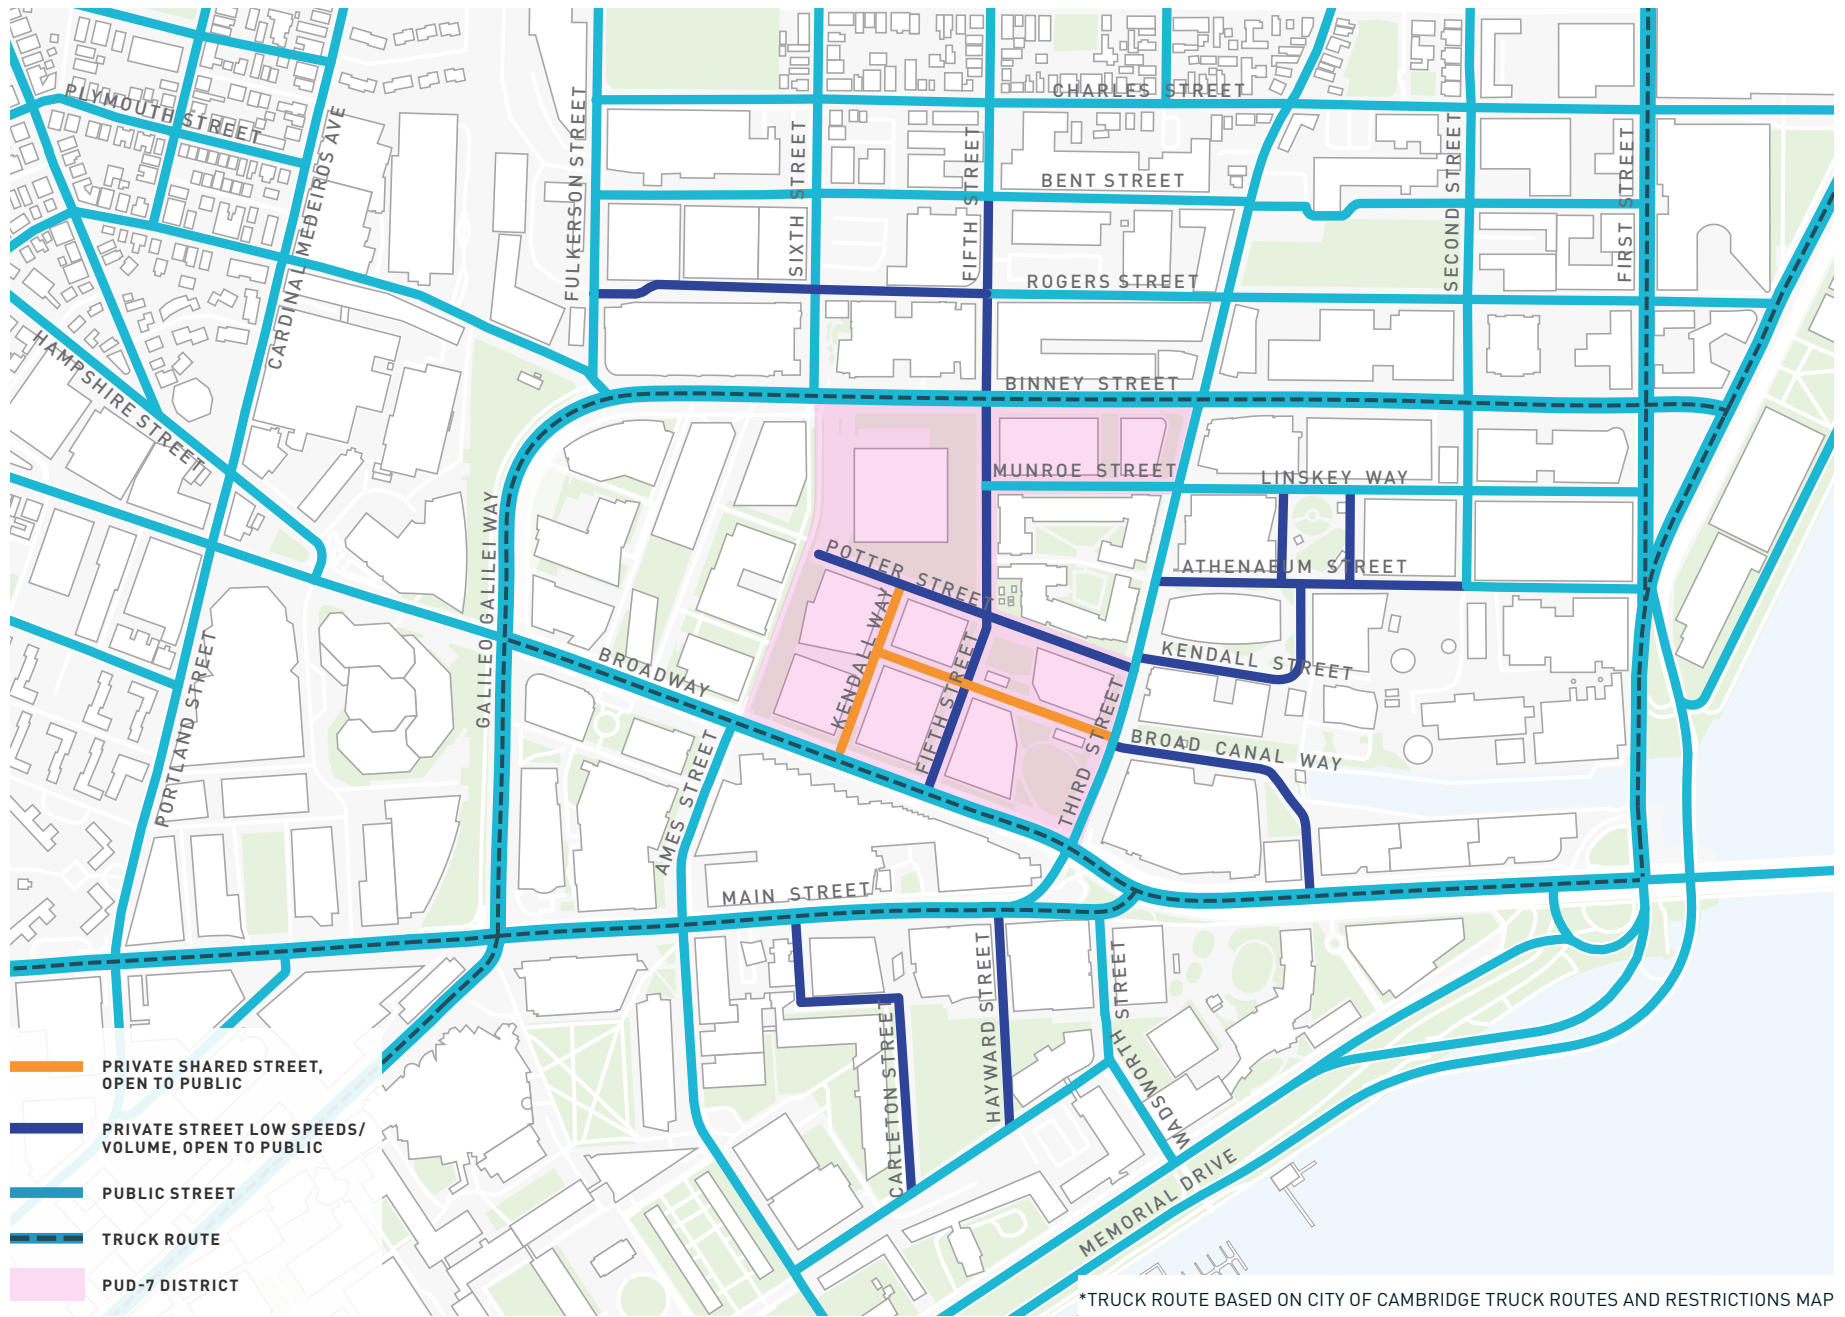 PLYMOUTH STREET
CARDINAL MEDEIROS AVE
FULKERSON STREET
SIXTH STREET
FIFTH STREET
CHARLES STREET
BENT STREET
SECOND STREET
FIRST STREET
ROGERS STREET
HAMPSHIRE STREET
BINNEY STREET
MUNROE STREET
LINSKEY WAY
GALILEO GALILEI WAY
POTTER STREET
ATHENAEUM STREET
KENDALL WAY
FIFTH STREET
KENDALL STREET
BROADWAY
PORTLAND STREET
THIRD STREET
BROAD CANAL WAY
AMES STREET
MAIN STREET
CARLETON STREET
HAYWARD STREET
WADSWORTH STREET
MEMORIAL DRIVE
PRIVATE SHARED STREET,
OPEN TO PUBLIC
PRIVATE STREET LOW SPEEDS/
VOLUME, OPEN TO PUBLIC
PUBLIC STREET
TRUCK ROUTE
PUD-7 DISTRICT
*TRUCK ROUTE BASED ON CITY OF CAMBRIDGE TRUCK ROUTES AND RESTRICTIONS MAP